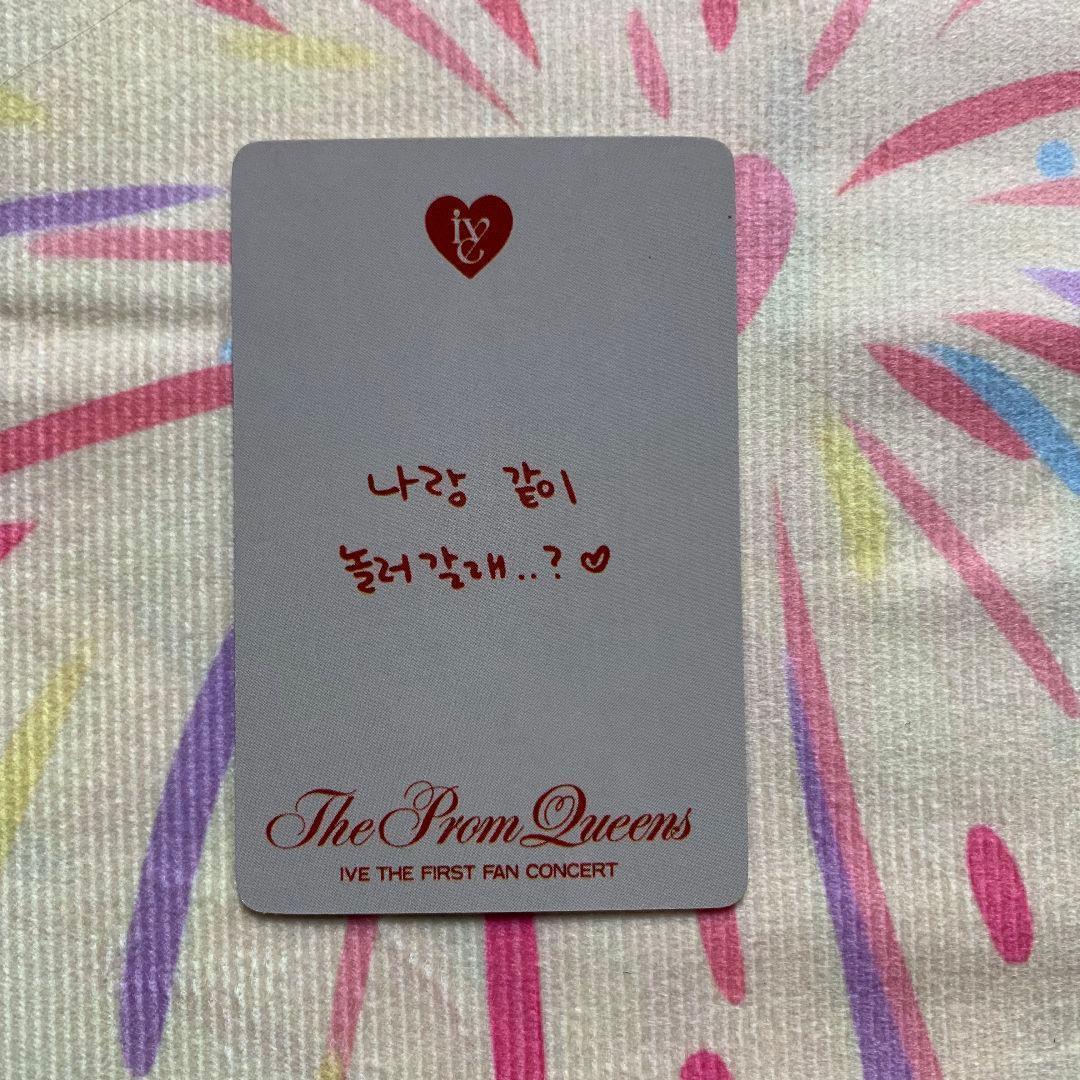 ive
나랑 같이
놀러갈래..? ♡
The Prom Queens
IVE THE FIRST FAN CONCERT